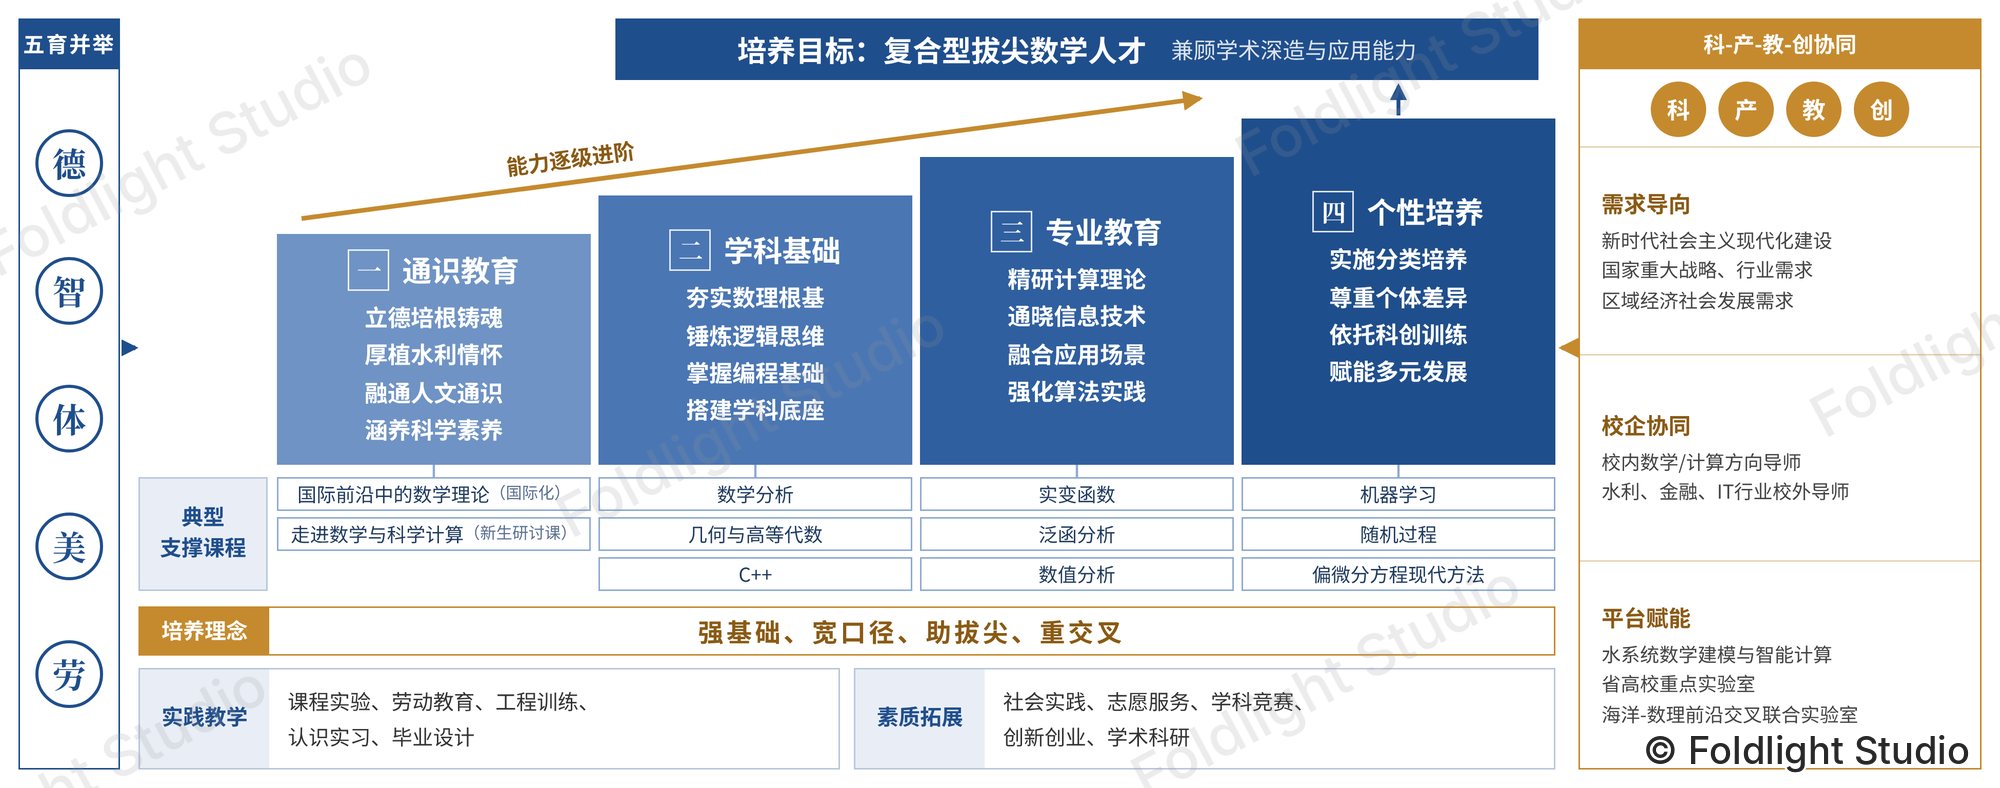 五育并举
德
智
体
美
劳
培养目标：复合型拔尖数学人才 兼顾学术深造与应用能力
能力逐级进阶
一 通识教育
立德培根铸魂
厚植水利情怀
融通人文通识
涵养科学素养
二 学科基础
夯实数理根基
锤炼逻辑思维
掌握编程基础
搭建学科底座
三 专业教育
精研计算理论
通晓信息技术
融合应用场景
强化算法实践
四 个性培养
实施分类培养
尊重个体差异
依托科创训练
赋能多元发展
典型
支撑课程
国际前沿中的数学理论（国际化）
走进数学与科学计算（新生研讨课）
数学分析
几何与高等代数
C++
实变函数
泛函分析
数值分析
机器学习
随机过程
偏微分方程现代方法
培养理念
强基础、宽口径、助拔尖、重交叉
实践教学
课程实验、劳动教育、工程训练、
认识实习、毕业设计
素质拓展
社会实践、志愿服务、学科竞赛、
创新创业、学术科研
科-产-教-创协同
科 产 教 创
需求导向
新时代社会主义现代化建设
国家重大战略、行业需求
区域经济社会发展需求
校企协同
校内数学/计算方向导师
水利、金融、IT行业校外导师
平台赋能
水系统数学建模与智能计算
省高校重点实验室
海洋-数理前沿交叉联合实验室
© Foldlight Studio
Foldlight Studio
Foldlight Studio
Foldlight Studio
Foldlight Studio
Foldlight
ht Studio